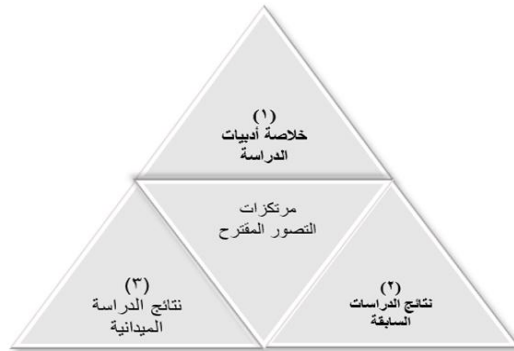 (١)
خلاصة أدبيات
الدراسة
مرتكزات
التصور المقترح
(٢)
نتائج الدراسات
السابقة
(٣)
نتائج الدراسة
الميدانية